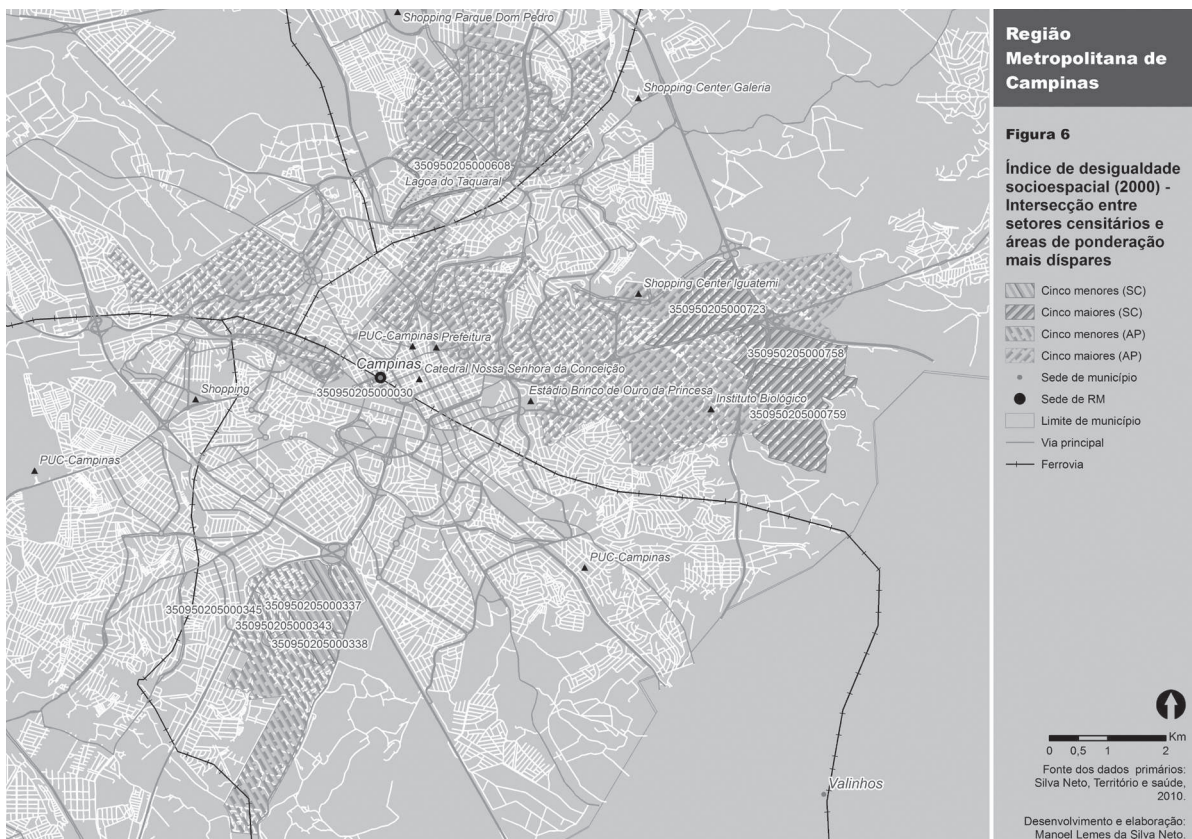 Shopping Parque Dom Pedro
Shopping Center Galeria
350950205000608
Lagoa do Taquaral
Shopping Center Iguatemi
350950205000723
PUC-Campinas
Prefeitura
350950205000758
Campinas
Catedral Nossa Senhora da Conceição
350950205000030
Estádio Brinco de Ouro da Princesa
Shopping
Instituto Biológico
350950205000759
PUC-Campinas
PUC-Campinas
350950205000345
350950205000337
350950205000343
350950205000338
Valinhos
Região
Metropolitana de
Campinas
Figura 6
Índice de desigualdade
socioespacial (2000) -
Intersecção entre
setores censitários e
áreas de ponderação
mais díspares
Cinco menores (SC)
Cinco maiores (SC)
Cinco menores (AP)
Cinco maiores (AP)
Sede de município
Sede de RM
Limite de município
Via principal
Ferrovia
Km
0 0,5 1 2
Fonte dos dados primários:
Silva Neto, Território e saúde,
2010.
Desenvolvimento e elaboração:
Manoel Lemes da Silva Neto.